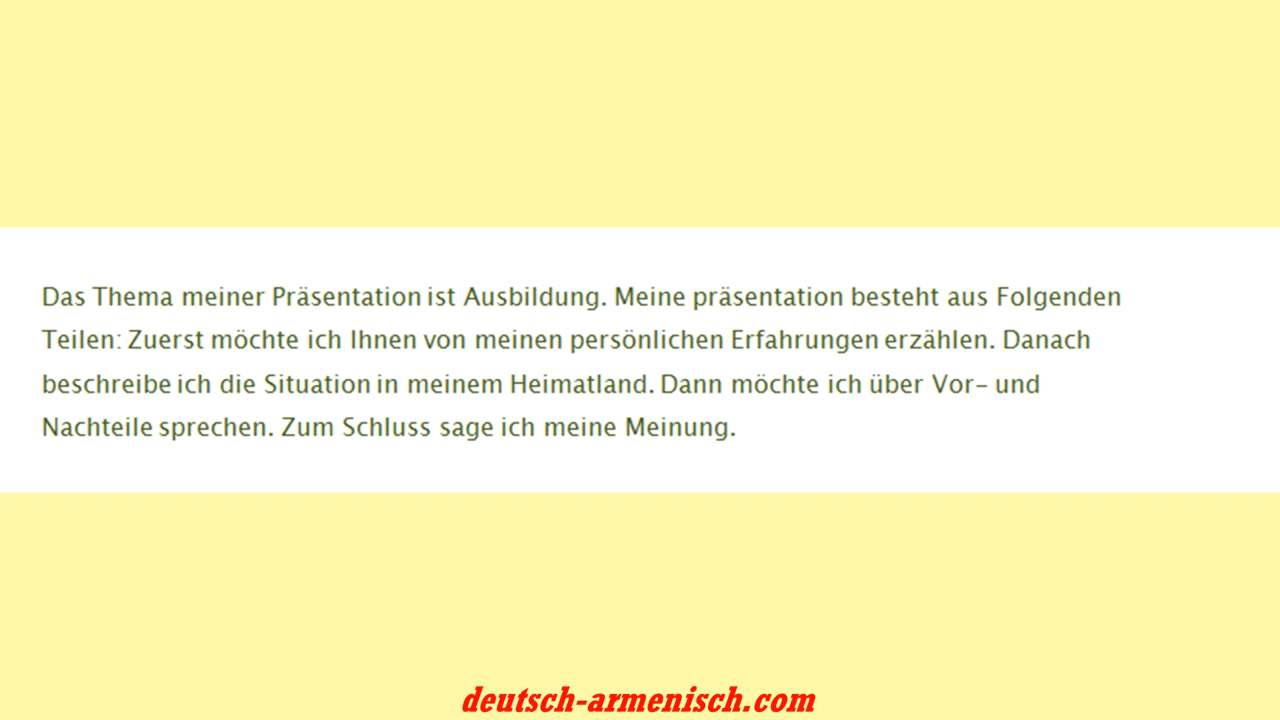 Das Thema meiner Präsentation ist Ausbildung. Meine präsentation besteht aus Folgenden
Teilen: Zuerst möchte ich Ihnen von meinen persönlichen Erfahrungen erzählen. Danach
beschreibe ich die Situation in meinem Heimatland. Dann möchte ich über Vor– und
Nachteile sprechen. Zum Schluss sage ich meine Meinung.
deutsch-armenisch.com